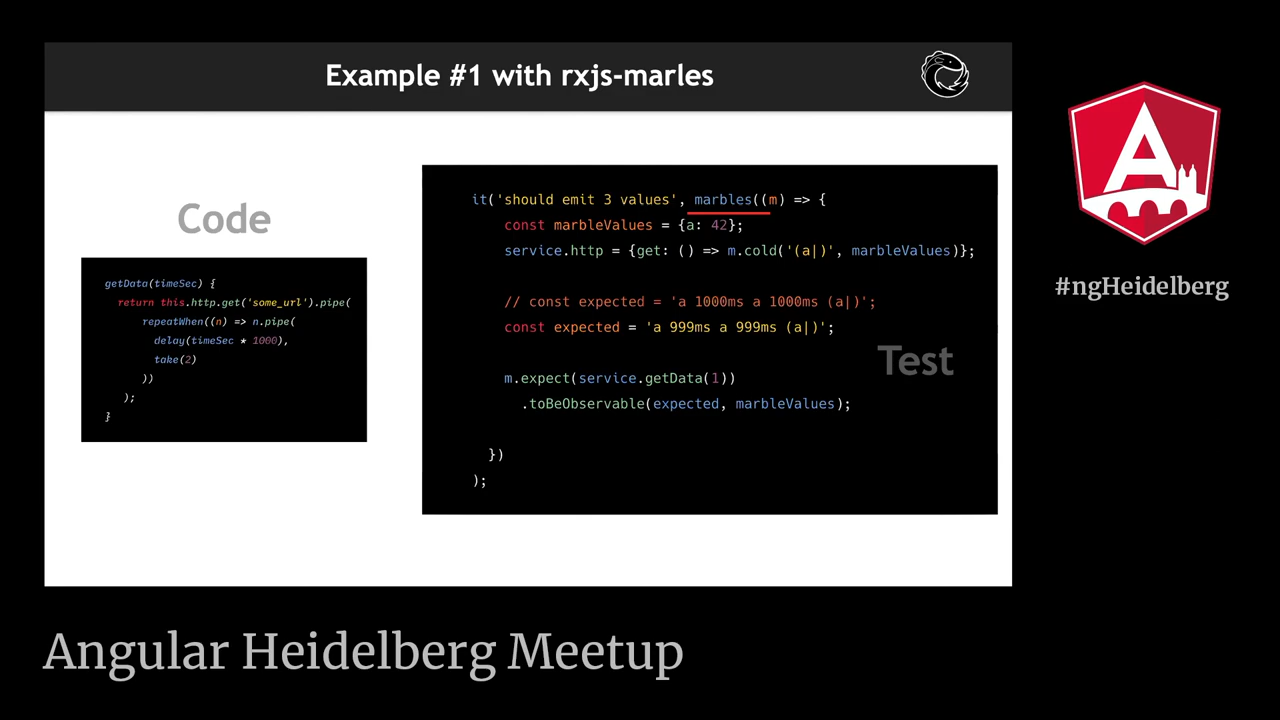 Example #1 with rxjs-marles
Code
getData(timeSec) {
return this.http.get('some_url').pipe(
repeatWhen((n) => n.pipe(
delay(timeSec * 1000),
take(2)
))
);
}
it('should emit 3 values', marbles((m) => {
const marbleValues = {a: 42};
service.http = {get: () => m.cold('(a|)', marbleValues)};
// const expected = 'a 1000ms a 1000ms (a|)';
const expected = 'a 999ms a 999ms (a|)';
m.expect(service.getData(1))
.toBeObservable(expected, marbleValues);
})
);
Test
A
#ngHeidelberg
Angular Heidelberg Meetup